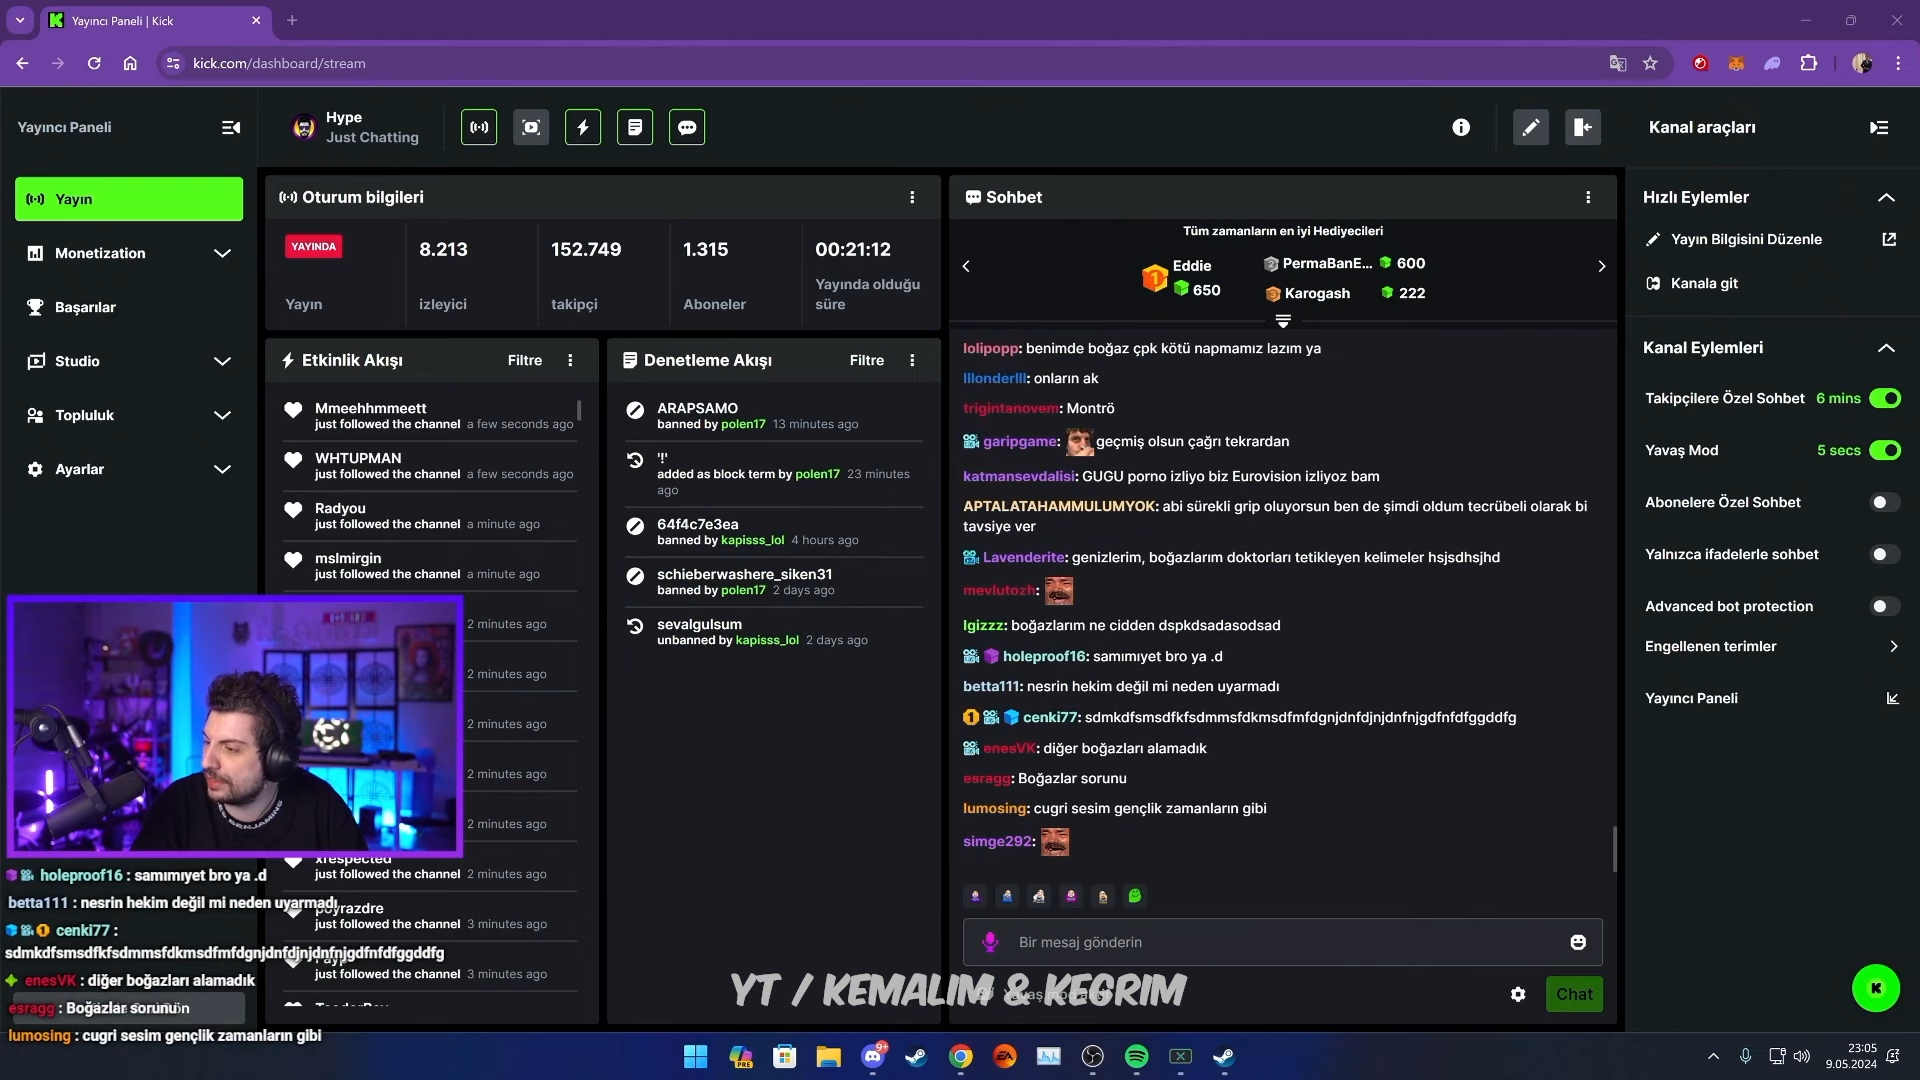 Yayıncı Paneli | Kick
kick.com/dashboard/stream
Yayıncı Paneli
Hype
Just Chatting
Kanal araçları
Yayın
Monetization
Başarılar
Studio
Topluluk
Ayarlar
Oturum bilgileri
YAYINDA
Yayın
8.213
izleyici
152.749
takipçi
1.315
Aboneler
00:21:12
Yayında olduğu
süre
Etkinlik Akışı
Filtre
Mmeehhmmeett
just followed the channel a few seconds ago
WHTUPMAN
just followed the channel a few seconds ago
Radyou
just followed the channel a minute ago
mslmirgin
just followed the channel a minute ago
2 minutes ago
2 minutes ago
2 minutes ago
2 minutes ago
2 minutes ago
xrespected
just followed the channel 2 minutes ago
poyrazdre
just followed the channel 3 minutes ago
just followed the channel 3 minutes ago
Denetleme Akışı
Filtre
ARAPSAMO
banned by polen17 13 minutes ago
'!'
added as block term by polen17 23 minutes
ago
64f4c7e3ea
banned by kapisss_lol 4 hours ago
schieberwashere_siken31
banned by polen17 2 days ago
sevalgulsum
unbanned by kapisss_lol 2 days ago
Sohbet
Tüm zamanların en iyi Hediyecileri
1 Eddie
650
2 PermaBanE... 600
3 Karogash 222
lolipopp: benimde boğaz çpk kötü napmamız lazım ya
lllonderlll: onların ak
trigintanovem: Montrö
garipgame: geçmiş olsun çağrı tekrardan
katmansevdalisi: GUGU porno izliyo biz Eurovision izliyoz bam
APTALATAHAMMULUMYOK: abi sürekli grip oluyorsun ben de şimdi oldum tecrübeli olarak bi
tavsiye ver
Lavenderite: genizlerim, boğazlarım doktorları tetikleyen kelimeler hsjsdhsjhd
mevlutozh:
lgizzz: boğazlarım ne cidden dspkdsadasodsad
holeproof16: samımıyet bro ya .d
betta111: nesrin hekim değil mi neden uyarmadı
1 cenki77: sdmkdfsmsdfkfsdmmsfdkmsdfmfdgnjdnfdjnjdnfnjgdfnfdfggddfg
enesVK: diğer boğazları alamadık
esragg: Boğazlar sorunu
lumosing: cugri sesim gençlik zamanların gibi
simge292:
Bir mesaj gönderin
Chat
Hızlı Eylemler
Yayın Bilgisini Düzenle
Kanala git
Kanal Eylemleri
Takipçilere Özel Sohbet 6 mins
Yavaş Mod 5 secs
Abonelere Özel Sohbet
Yalnızca ifadelerle sohbet
Advanced bot protection
Engellenen terimler
Yayıncı Paneli
holeproof16 : samımıyet bro ya .d
betta111 : nesrin hekim değil mi neden uyarmadı
1 cenki77 :
sdmkdfsmsdfkfsdmmsfdkmsdfmfdgnjdnfdjnjdnfnjgdfnfdfggddfg
enesVK : diğer boğazları alamadık
esragg : Boğazlar sorunu
lumosing : cugri sesim gençlik zamanların gibi
YT / KEMALIM & KEGRIM
K
PRE
9+
EA
23:05
9.05.2024